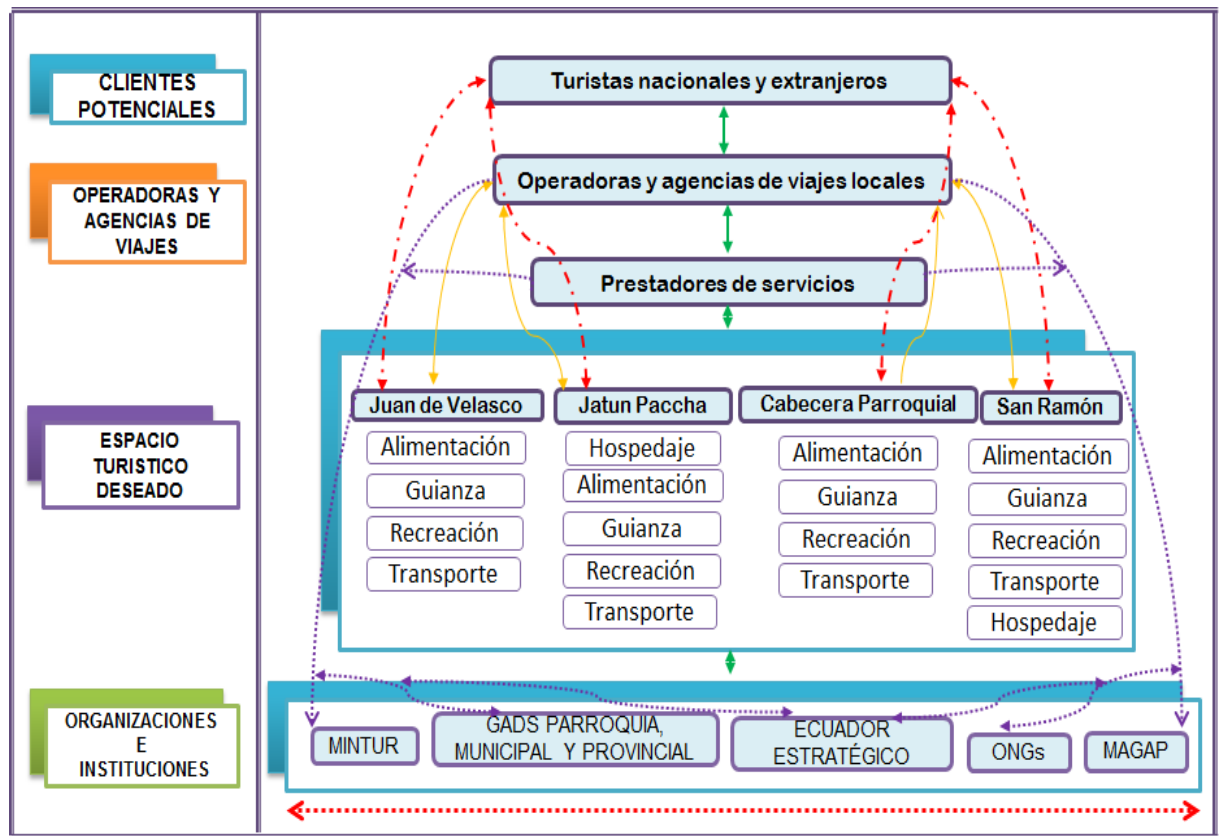 CLIENTES
POTENCIALES
OPERADORAS Y
AGENCIAS DE
VIAJES
ESPACIO
TURISTICO
DESEADO
ORGANIZACIONES
E
INSTITUCIONES
Turistas nacionales y extranjeros
Operadoras y agencias de viajes locales
Prestadores de servicios
Juan de Velasco
Alimentación
Guianza
Recreación
Transporte
Jatun Paccha
Hospedaje
Alimentación
Guianza
Recreación
Transporte
Cabecera Parroquial
Alimentación
Guianza
Recreación
Transporte
San Ramón
Alimentación
Guianza
Recreación
Transporte
Hospedaje
MINTUR
GADS PARROQUIA,
MUNICIPAL Y PROVINCIAL
ECUADOR
ESTRATÉGICO
ONGs
MAGAP